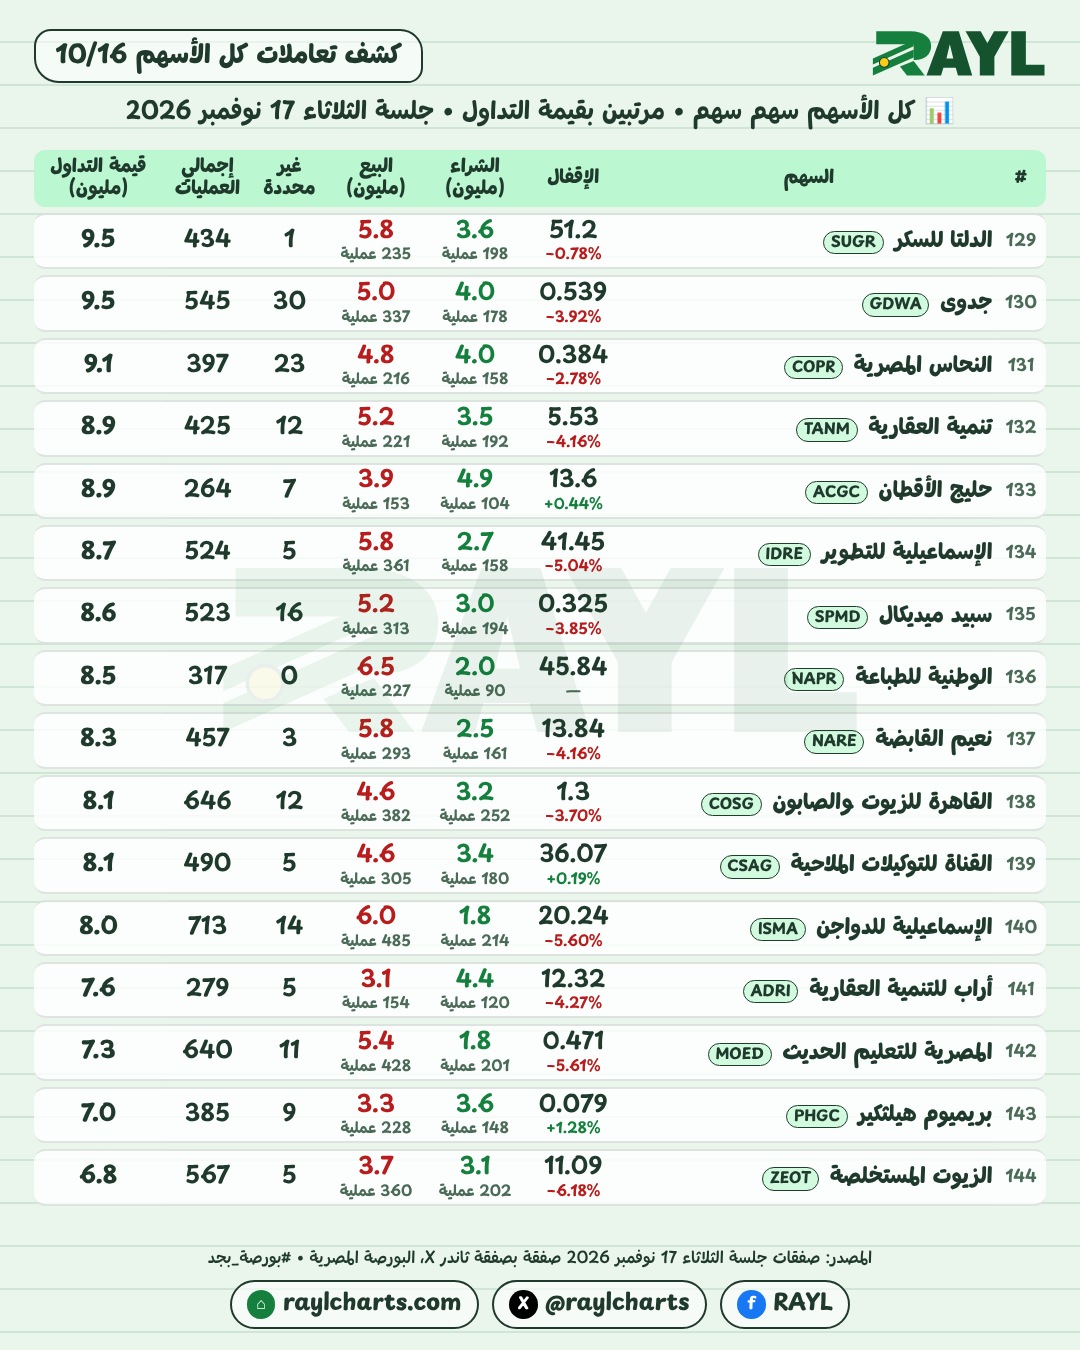 RAYL
كشف تعاملات كل الأسهم 10/16
📊 كل الأسهم سهم سهم • مرتبين بقيمة التداول • جلسة الثلاثاء 17 نوفمبر 2026
# السهم الإقفال الشراء (مليون) البيع (مليون) غير محددة إجمالي العمليات قيمة التداول (مليون)
129 الدلتا للسكر SUGR 51.2 3.6 5.8 1 434 9.5
-0.78% 198 عملية 235 عملية
130 جدوى GDWA 0.539 4.0 5.0 30 545 9.5
-3.92% 178 عملية 337 عملية
131 النحاس المصرية COPR 0.384 4.0 4.8 23 397 9.1
-2.78% 158 عملية 216 عملية
132 تنمية العقارية TANM 5.53 3.5 5.2 12 425 8.9
-4.16% 192 عملية 221 عملية
133 حليج الأقطان ACGC 13.6 4.9 3.9 7 264 8.9
+0.44% 104 عملية 153 عملية
134 الإسماعيلية للتطوير IDRE 41.45 2.7 5.8 5 524 8.7
-5.04% 158 عملية 361 عملية
135 سبيد ميديكال SPMD 0.325 3.0 5.2 16 523 8.6
-3.85% 194 عملية 313 عملية
136 الوطنية للطباعة NAPR 45.84 2.0 6.5 0 317 8.5
— 90 عملية 227 عملية
137 نعيم القابضة NARE 13.84 2.5 5.8 3 457 8.3
-4.16% 161 عملية 293 عملية
138 القاهرة للزيوت والصابون COSG 1.3 3.2 4.6 12 646 8.1
-3.70% 252 عملية 382 عملية
139 القناة للتوكيلات الملاحية CSAG 36.07 3.4 4.6 5 490 8.1
+0.19% 180 عملية 305 عملية
140 الإسماعيلية للدواجن ISMA 20.24 1.8 6.0 14 713 8.0
-5.60% 214 عملية 485 عملية
141 أراب للتنمية العقارية ADRI 12.32 4.4 3.1 5 279 7.6
-4.27% 120 عملية 154 عملية
142 المصرية للتعليم الحديث MOED 0.471 1.8 5.4 11 640 7.3
-5.61% 201 عملية 428 عملية
143 بريميوم هيلثكير PHGC 0.079 3.6 3.3 9 385 7.0
+1.28% 148 عملية 228 عملية
144 الزيوت المستخلصة ZEOT 11.09 3.1 3.7 5 567 6.8
-6.18% 202 عملية 360 عملية
المصدر: صفقات جلسة الثلاثاء 17 نوفمبر 2026 صفقة بصفقة ثاندر X، البورصة المصرية • #بورصة_بجد
raylcharts.com X @raylcharts f RAYL